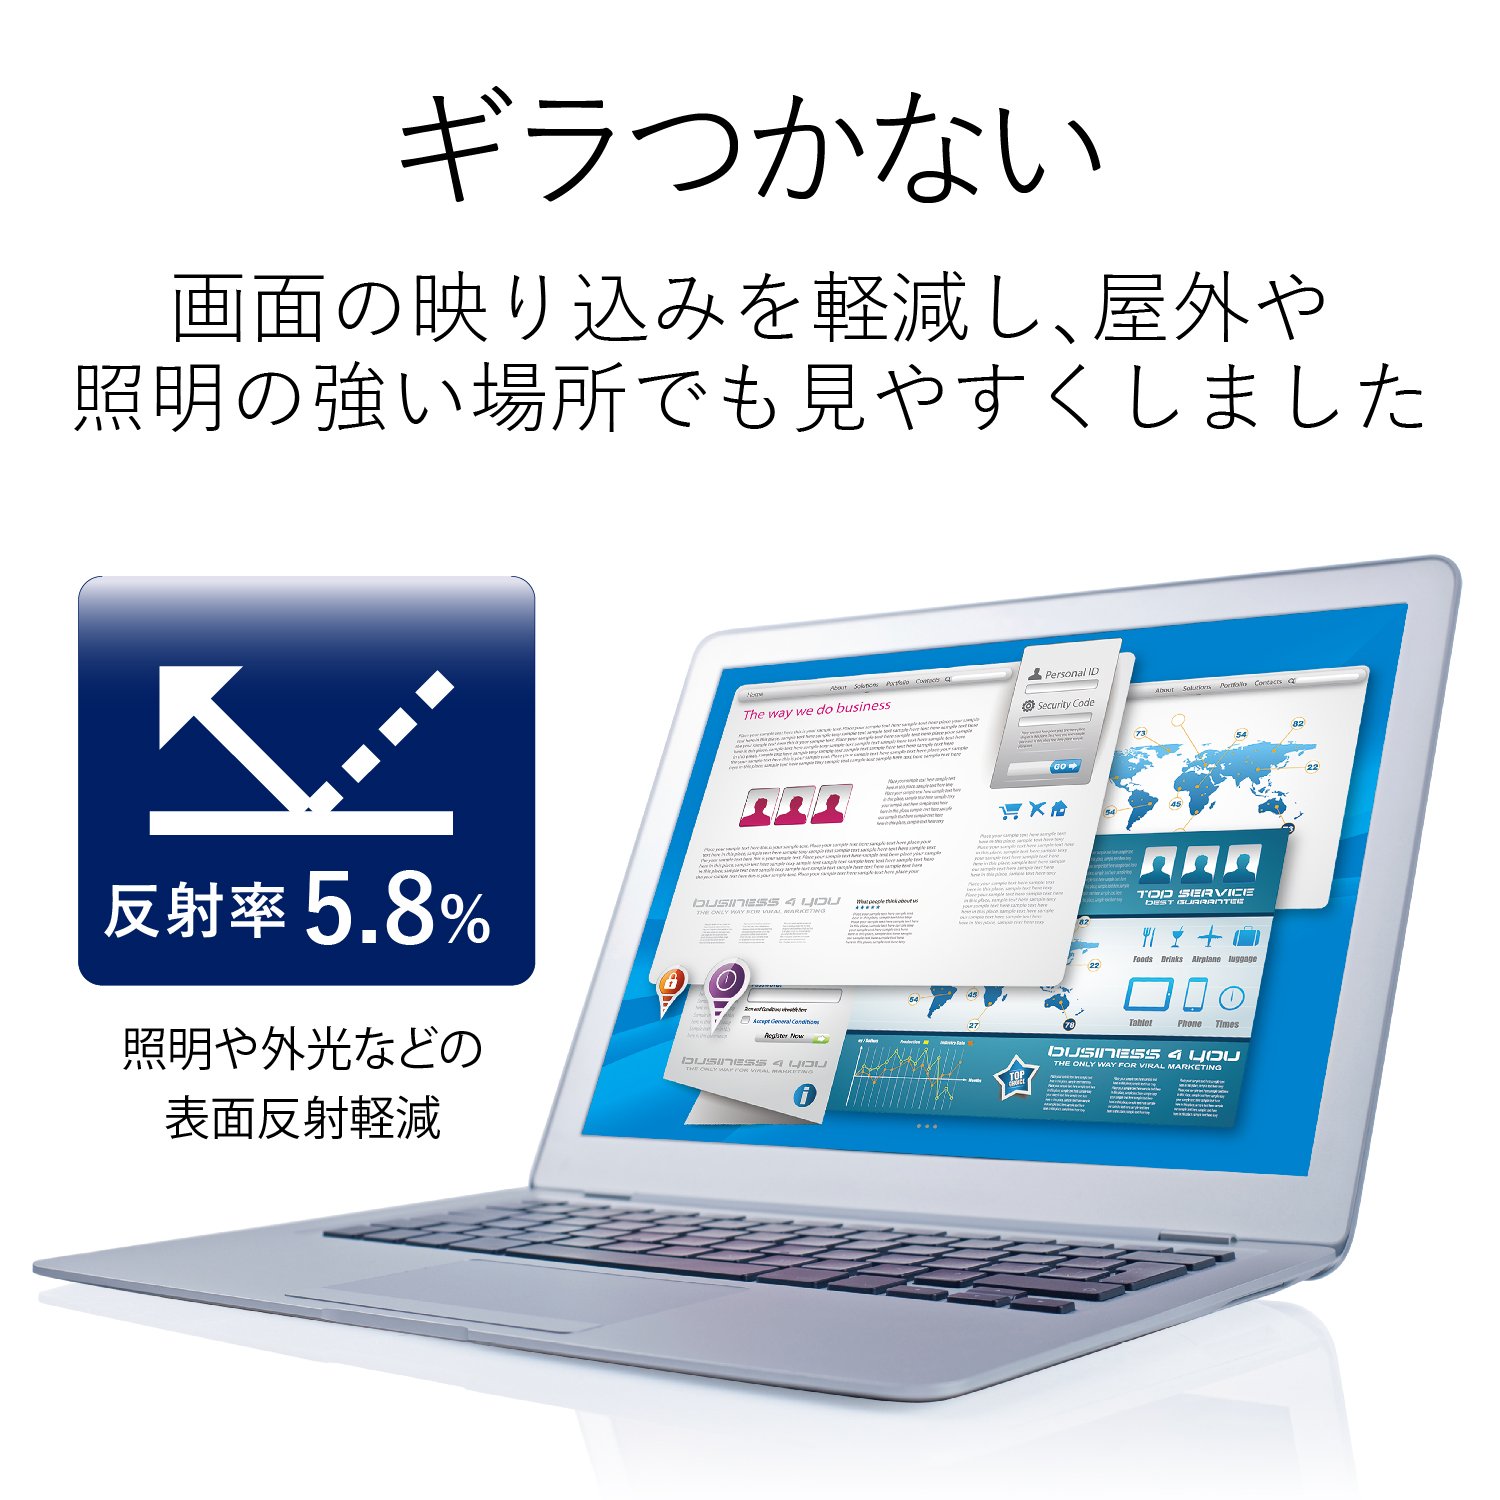 ギラつかない
画面の映り込みを軽減し、屋外や
照明の強い場所でも見やすくしました
反射率5.8%
照明や外光などの
表面反射軽減
Home
About Solutions Portfolio Contacts
The way we do business
Personal ID
Security Code
GO
About Solutions Portfolio Contacts
73
54
82
22
45
54
TOP SERVICE
BEST GUARANTEE
BUSINESS 4 YOU
THE ONLY WAY FOR VIRAL MARKETING
What people think about us
82
22
54
45
27
78
Foods Drinks Airplane luggage
Tablet Phone Times
Accept General Conditions
Register Now
BUSINESS 4 YOU
THE ONLY WAY FOR VIRAL MARKETING
Production
Months
TOP
CHOICE
BUSINESS 4 YOU
THE ONLY WAY FOR VIRAL MARKETING